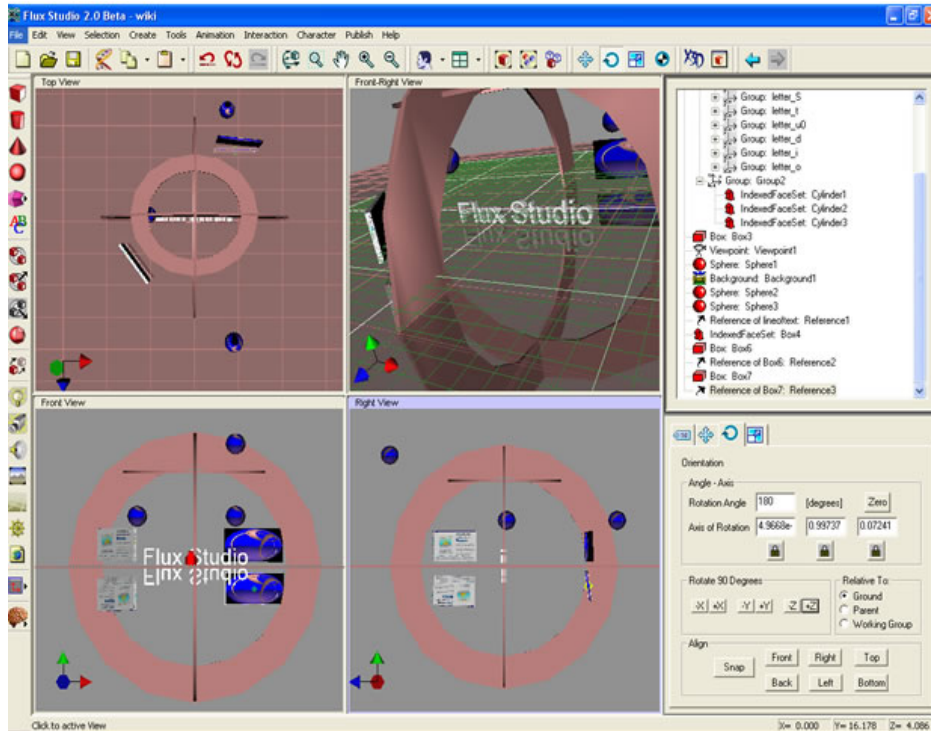 Flux Studio 2.0 Beta - wiki
File Edit View Selection Create Tools Animation Interaction Character Publish Help
Top View
Front-Right View
Flux Studio
Flux Studio
Group: letter_S
Group: letter_t
Group: letter_u0
Group: letter_d
Group: letter_i
Group: letter_o
Group: Group2
IndexedFaceSet: Cylinder1
IndexedFaceSet: Cylinder2
IndexedFaceSet: Cylinder3
Box: Box3
Viewpoint: Viewpoint1
Sphere: Sphere1
Background: Background1
Sphere: Sphere2
Sphere: Sphere3
Reference of lineoftext: Reference1
IndexedFaceSet: Box4
Box: Box6
Reference of Box6: Reference2
Box: Box7
Reference of Box7: Reference3
Front View
Right View
Flux Studio
Flux Studio
Orientation
Angle - Axis
Rotation Angle 180 [degrees] Zero
Axis of Rotation 4.9668e- 0.99737 0.07241
Rotate 90 Degrees
Relative To:
-X +X -Y +Y -Z +Z
Ground
Parent
Working Group
Align
Snap
Front Right Top
Back Left Bottom
Click to active View
X= 0.000 Y= 16.178 Z= 4.086